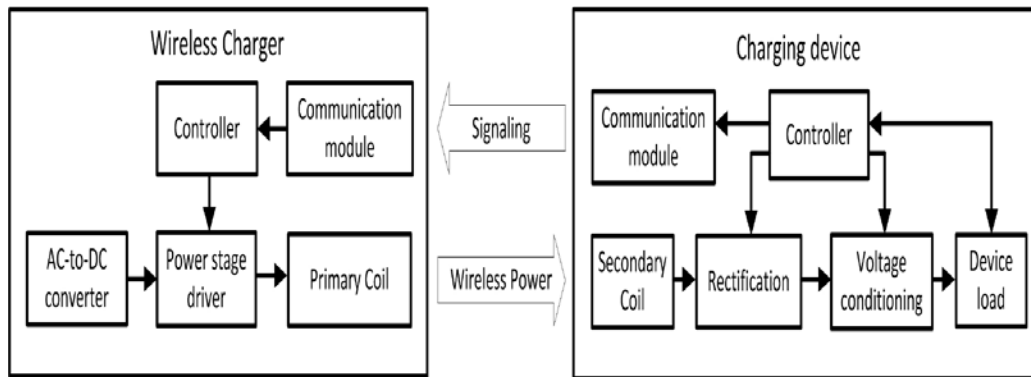 Wireless Charger
Controller
Communication
module
AC-to-DC
converter
Power stage
driver
Primary Coil
Signaling
Wireless Power
Charging device
Communication
module
Controller
Secondary
Coil
Rectification
Voltage
conditioning
Device
load